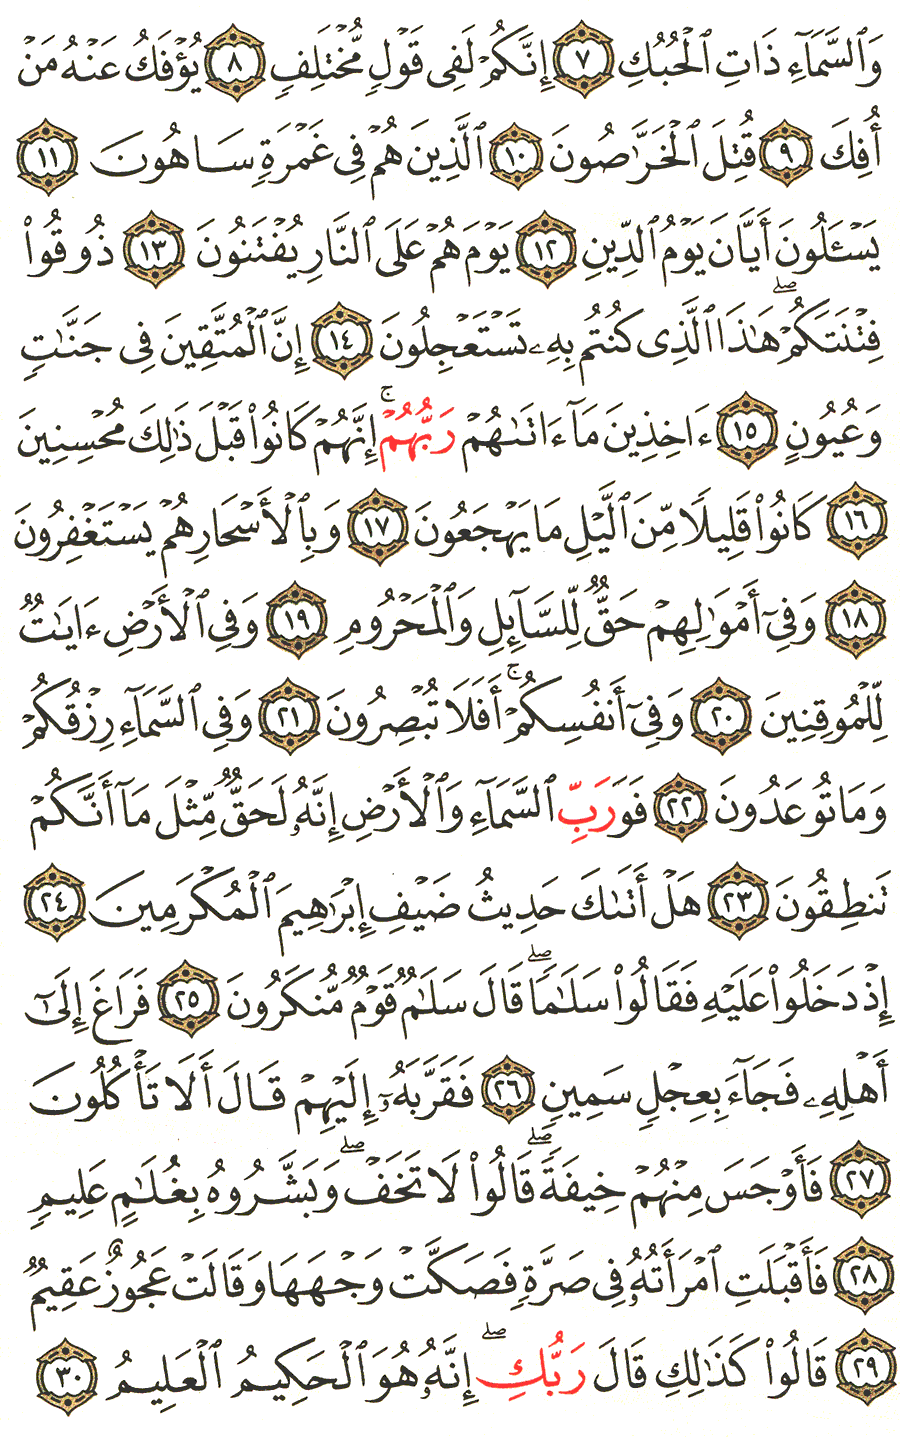 وَٱلسَّمَآءِ ذَاتِ ٱلْحُبُكِ ٧ إِنَّكُمْ لَفِى قَوْلٍ مُّخْتَلِفٍ ٨ يُؤْفَكُ عَنْهُ مَنْ
أُفِكَ ٩ قُتِلَ ٱلْخَرَّٰصُونَ ١٠ ٱلَّذِينَ هُمْ فِى غَمْرَةٍ سَاهُونَ ١١
يَسْـَٔلُونَ أَيَّانَ يَوْمُ ٱلدِّينِ ١٢ يَوْمَ هُمْ عَلَى ٱلنَّارِ يُفْتَنُونَ ١٣ ذُوقُوا۟
فِتْنَتَكُمْ هَٰذَا ٱلَّذِى كُنتُم بِهِۦ تَسْتَعْجِلُونَ ١٤ إِنَّ ٱلْمُتَّقِينَ فِى جَنَّٰتٍ
وَعُيُونٍ ١٥ ءَاخِذِينَ مَآ ءَاتَىٰهُمْ رَبُّهُمْ ۚ إِنَّهُمْ كَانُوا۟ قَبْلَ ذَٰلِكَ مُحْسِنِينَ
١٦ كَانُوا۟ قَلِيلًا مِّنَ ٱلَّيْلِ مَا يَهْجَعُونَ ١٧ وَبِٱلْأَسْحَارِ هُمْ يَسْتَغْفِرُونَ
١٨ وَفِىٓ أَمْوَٰلِهِمْ حَقٌّ لِّلسَّآئِلِ وَٱلْمَحْرُومِ ١٩ وَفِى ٱلْأَرْضِ ءَايَٰتٌ
لِّلْمُوقِنِينَ ٢٠ وَفِىٓ أَنفُسِكُمْ ۚ أَفَلَا تُبْصِرُونَ ٢١ وَفِى ٱلسَّمَآءِ رِزْقُكُمْ
وَمَا تُوعَدُونَ ٢٢ فَوَرَبِّ ٱلسَّمَآءِ وَٱلْأَرْضِ إِنَّهُۥ لَحَقٌّ مِّثْلَ مَآ أَنَّكُمْ
تَنطِقُونَ ٢٣ هَلْ أَتَىٰكَ حَدِيثُ ضَيْفِ إِبْرَٰهِيمَ ٱلْمُكْرَمِينَ ٢٤
إِذْ دَخَلُوا۟ عَلَيْهِ فَقَالُوا۟ سَلَٰمًا ۖ قَالَ سَلَٰمٌ قَوْمٌ مُّنكَرُونَ ٢٥ فَرَاغَ إِلَىٰٓ
أَهْلِهِۦ فَجَآءَ بِعِجْلٍ سَمِينٍ ٢٦ فَقَرَّبَهُۥٓ إِلَيْهِمْ قَالَ أَلَا تَأْكُلُونَ
٢٧ فَأَوْجَسَ مِنْهُمْ خِيفَةً ۖ قَالُوا۟ لَا تَخَفْ ۖ وَبَشَّرُوهُ بِغُلَٰمٍ عَلِيمٍ
٢٨ فَأَقْبَلَتِ ٱمْرَأَتُهُۥ فِى صَرَّةٍ فَصَكَّتْ وَجْهَهَا وَقَالَتْ عَجُوزٌ عَقِيمٌ
٢٩ قَالُوا۟ كَذَٰلِكِ قَالَ رَبُّكِ ۖ إِنَّهُۥ هُوَ ٱلْحَكِيمُ ٱلْعَلِيمُ ٣٠